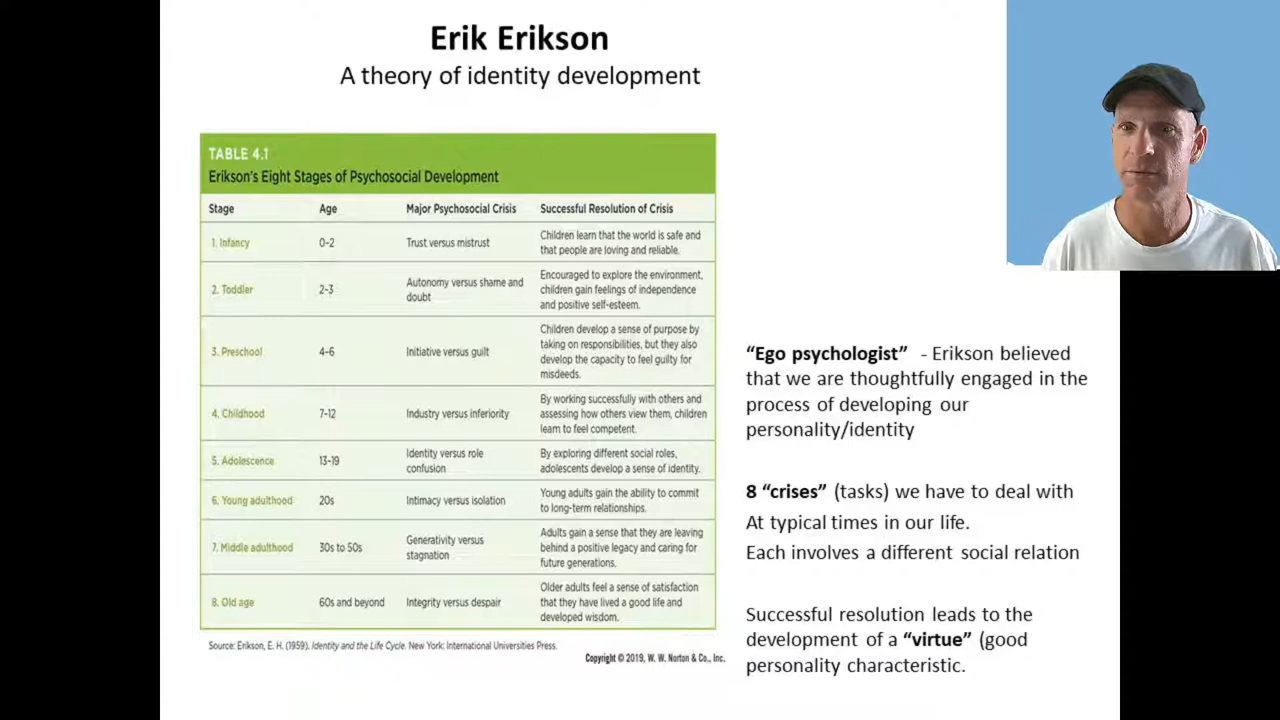 Erik Erikson
A theory of identity development
TABLE 4.1
Erikson's Eight Stages of Psychosocial Development
Stage Age Major Psychosocial Crisis Successful Resolution of Crisis
1. Infancy 0–2 Trust versus mistrust Children learn that the world is safe and
that people are loving and reliable.
2. Toddler 2–3 Autonomy versus shame and
doubt
Encouraged to explore the environment,
children gain feelings of independence
and positive self-esteem.
3. Preschool 4–6 Initiative versus guilt
Children develop a sense of purpose by
taking on responsibilities, but they also
develop the capacity to feel guilty for
misdeeds.
4. Childhood 7–12 Industry versus inferiority
By working successfully with others and
assessing how others view them, children
learn to feel competent.
5. Adolescence 13–19 Identity versus role
confusion
By exploring different social roles,
adolescents develop a sense of identity.
6. Young adulthood 20s Intimacy versus isolation
Young adults gain the ability to commit
to long-term relationships.
7. Middle adulthood 30s to 50s Generativity versus
stagnation
Adults gain a sense that they are leaving
behind a positive legacy and caring for
future generations.
8. Old age 60s and beyond Integrity versus despair
Older adults feel a sense of satisfaction
that they have lived a good life and
developed wisdom.
Source: Erikson, E. H. (1959). Identity and the Life Cycle. New York: International Universities Press.
Copyright © 2019, W. W. Norton & Co., Inc.
“Ego psychologist” - Erikson believed
that we are thoughtfully engaged in the
process of developing our
personality/identity
8 “crises” (tasks) we have to deal with
At typical times in our life.
Each involves a different social relation
Successful resolution leads to the
development of a “virtue” (good
personality characteristic.